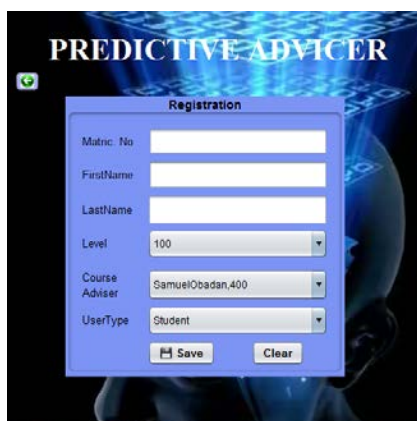 PREDICTIVE ADVICER
Registration
Matric. No
FirstName
LastName
Level 100
Course
Adviser
SamuelObadan,400
UserType Student
Save Clear